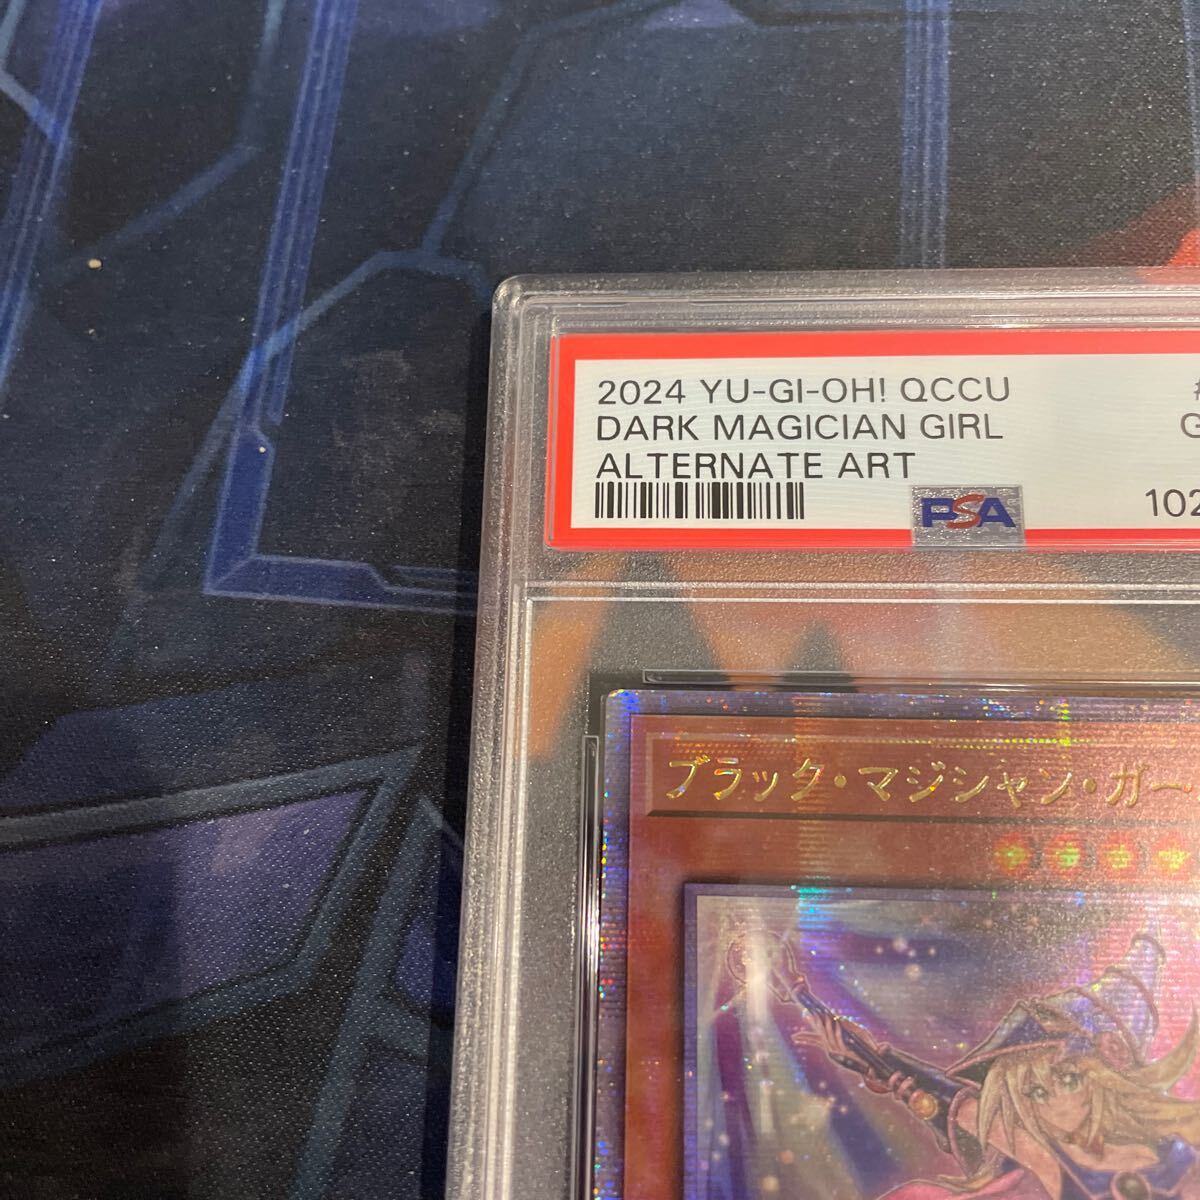 2024 YU-GI-OH! QCCU #
DARK MAGICIAN GIRL G
ALTERNATE ART
PSA 102
ブラック・マジシャン・ガー